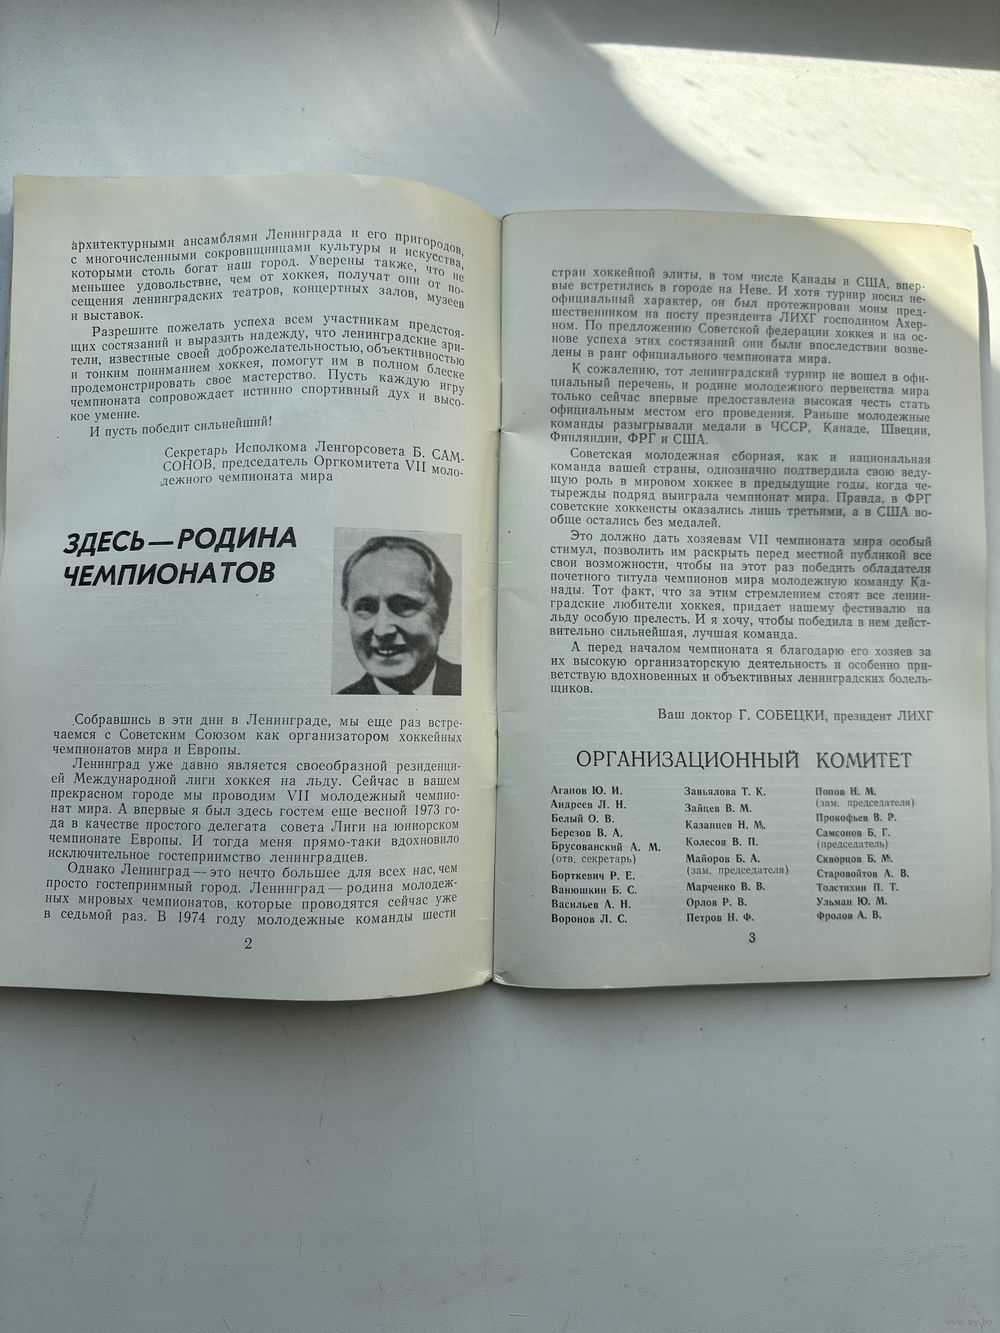 архитектурными ансамблями Ленинграда и его пригородов,
с многочисленными сокровищницами культуры и искусства,
которыми столь богат наш город. Уверены также, что не
меньшее удовольствие, чем от хоккея, получат они от по-
сещения ленинградских театров, концертных залов, музеев
и выставок.
Разрешите пожелать успеха всем участникам предстоя-
щих состязаний и выразить надежду, что ленинградские зри-
тели, известные своей доброжелательностью, объективностью
и тонким пониманием хоккея, помогут им в полном блеске
продемонстрировать свое мастерство. Пусть каждую игру
чемпионата сопровождает истинно спортивный дух и высо-
кое умение.
И пусть победит сильнейший!
Секретарь Исполкома Ленгорсовета Б. САМ-
СОНОВ, председатель Оргкомитета VII моло-
дежного чемпионата мира
ЗДЕСЬ — РОДИНА
ЧЕМПИОНАТОВ
Собравшись в эти дни в Ленинграде, мы еще раз встре-
чаемся с Советским Союзом как организатором хоккейных
чемпионатов мира и Европы.
Ленинград уже давно является своеобразной резиденци-
ей Международной лиги хоккея на льду. Сейчас в вашем
прекрасном городе мы проводим VII молодежный чемпио-
нат мира. А впервые я был здесь гостем еще весной 1973 го-
да в качестве простого делегата совета Лиги на юниорском
чемпионате Европы. И тогда меня прямо-таки вдохновило
исключительное гостеприимство ленинградцев.
Однако Ленинград — это нечто большее для всех нас, чем
просто гостеприимный город. Ленинград — родина молодеж-
ных мировых чемпионатов, которые проводятся сейчас уже
в седьмой раз. В 1974 году молодежные команды шести
2
стран хоккейной элиты, в том числе Канады и США, впер-
вые встретились в городе на Неве. И хотя турнир носил не-
официальный характер, он был протежирован моим пред-
шественником на посту президента ЛИХГ господином Ахер-
ном. По предложению Советской федерации хоккея и на ос-
нове успеха этих состязаний они были впоследствии возве-
дены в ранг официального чемпионата мира.
К сожалению, тот ленинградский турнир не вошел в офи-
циальный перечень, и родине молодежного первенства мира
только сейчас впервые предоставлена высокая честь стать
официальным местом его проведения. Раньше молодежные
команды разыгрывали медали в ЧССР, Канаде, Швеции,
Финляндии, ФРГ и США.
Советская молодежная сборная, как и национальная
команда вашей страны, однозначно подтвердила свою веду-
щую роль в мировом хоккее в предыдущие годы, когда че-
тырежды подряд выиграла чемпионат мира. Правда, в ФРГ
советские хоккеисты оказались лишь третьими, а в США во-
обще остались без медалей.
Это должно дать хозяевам VII чемпионата мира особый
стимул, позволить им раскрыть перед местной публикой все
свои возможности, чтобы на этот раз победить обладателя
почетного титула чемпионов мира молодежную команду Ка-
нады. Тот факт, что за этим стремлением стоят все ленин-
градские любители хоккея, придает нашему фестивалю на
льду особую прелесть. И я хочу, чтобы победила в нем дейст-
вительно сильнейшая, лучшая команда.
А перед началом чемпионата я благодарю его хозяев за
их высокую организаторскую деятельность и особенно при-
ветствую вдохновенных и объективных ленинградских болель-
щиков.
Ваш доктор Г. СОБЕЦКИ, президент ЛИХГ
ОРГАНИЗАЦИОННЫЙ КОМИТЕТ
Агапов Ю. И.
Андреев Л. Н.
Белый О. В.
Березов В. А.
Брусованский А. М.
(отв. секретарь)
Борткевич Р. Е.
Ванюшкин Б. С.
Васильев А. Н.
Воронов Л. С.
Завьялова Т. К.
Зайцев В. М.
Казанцев Н. М.
Колесов В. П.
Майоров Б. А.
(зам. председателя)
Марченко В. В.
Орлов Р. В.
Петров Н. Ф.
Попов Н. М.
(зам. председателя)
Прокофьев В. Р.
Самсонов Б. Г.
(председатель)
Скворцов Б. М.
Старовойтов А. В.
Толстихин П. Т.
Ульман Ю. М.
Фролов А. В.
3
www.ay.by